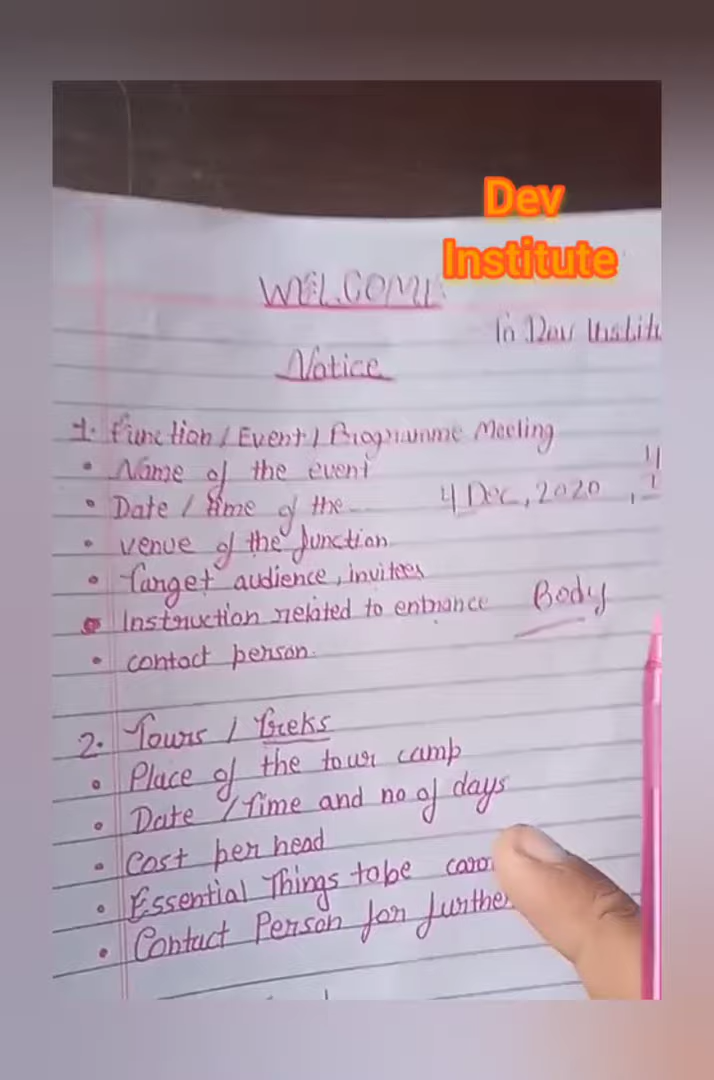 Dev
Institute
WELCOME
In Dev Institu
Notice
1. Function / Event / Programme Meeting
• Name of the event
• Date / time of the 4 Dec, 2020 ,
• venue of the function
• Target audience, invitees
• Instruction related to entrance Body
• contact person.
2. Tours / Treks
• Place of the tour camp
• Date / Time and no of days
• Cost per head
• Essential Things to be
• Contact Person for further